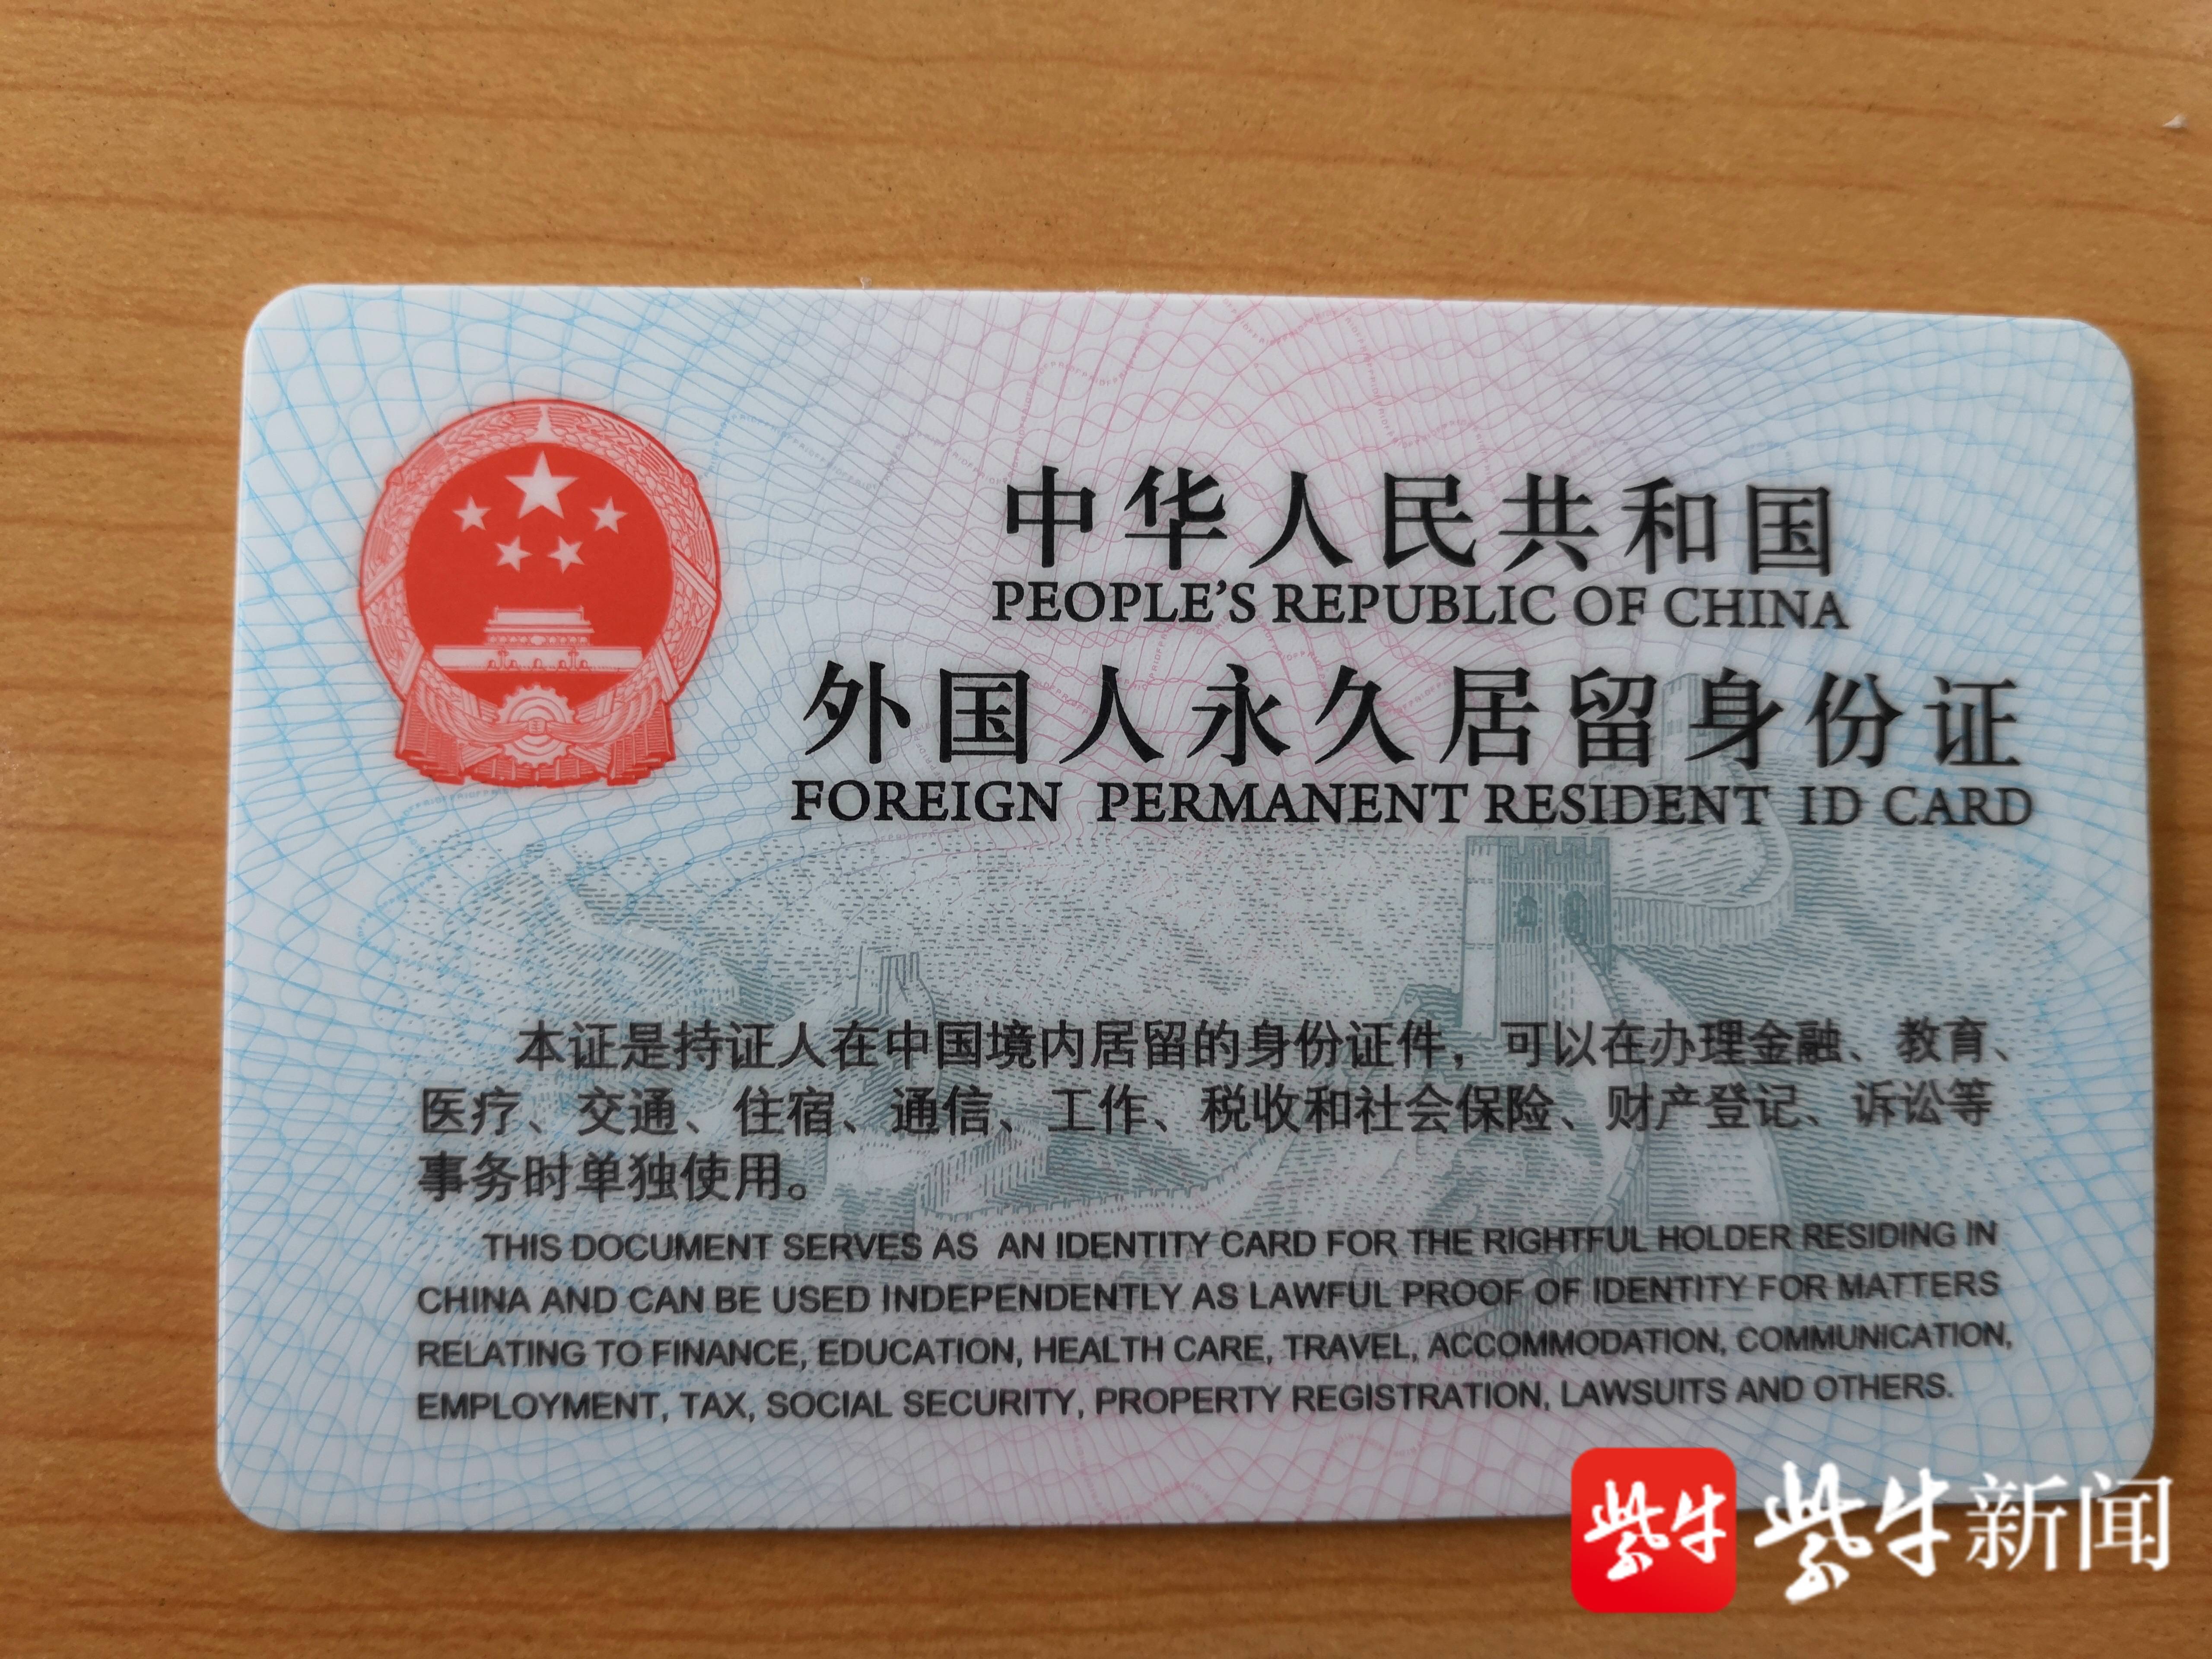 中华人民共和国
PEOPLE'S REPUBLIC OF CHINA
外国人永久居留身份证
FOREIGN PERMANENT RESIDENT ID CARD
本证是持证人在中国境内居留的身份证件，可以在办理金融、教育、
医疗、交通、住宿、通信、工作、税收和社会保险、财产登记、诉讼等
事务时单独使用。
THIS DOCUMENT SERVES AS AN IDENTITY CARD FOR THE RIGHTFUL HOLDER RESIDING IN
CHINA AND CAN BE USED INDEPENDENTLY AS LAWFUL PROOF OF IDENTITY FOR MATTERS
RELATING TO FINANCE, EDUCATION, HEALTH CARE, TRAVEL, ACCOMMODATION, COMMUNICATION,
EMPLOYMENT, TAX, SOCIAL SECURITY, PROPERTY REGISTRATION, LAWSUITS AND OTHERS.
紫牛 紫牛新闻